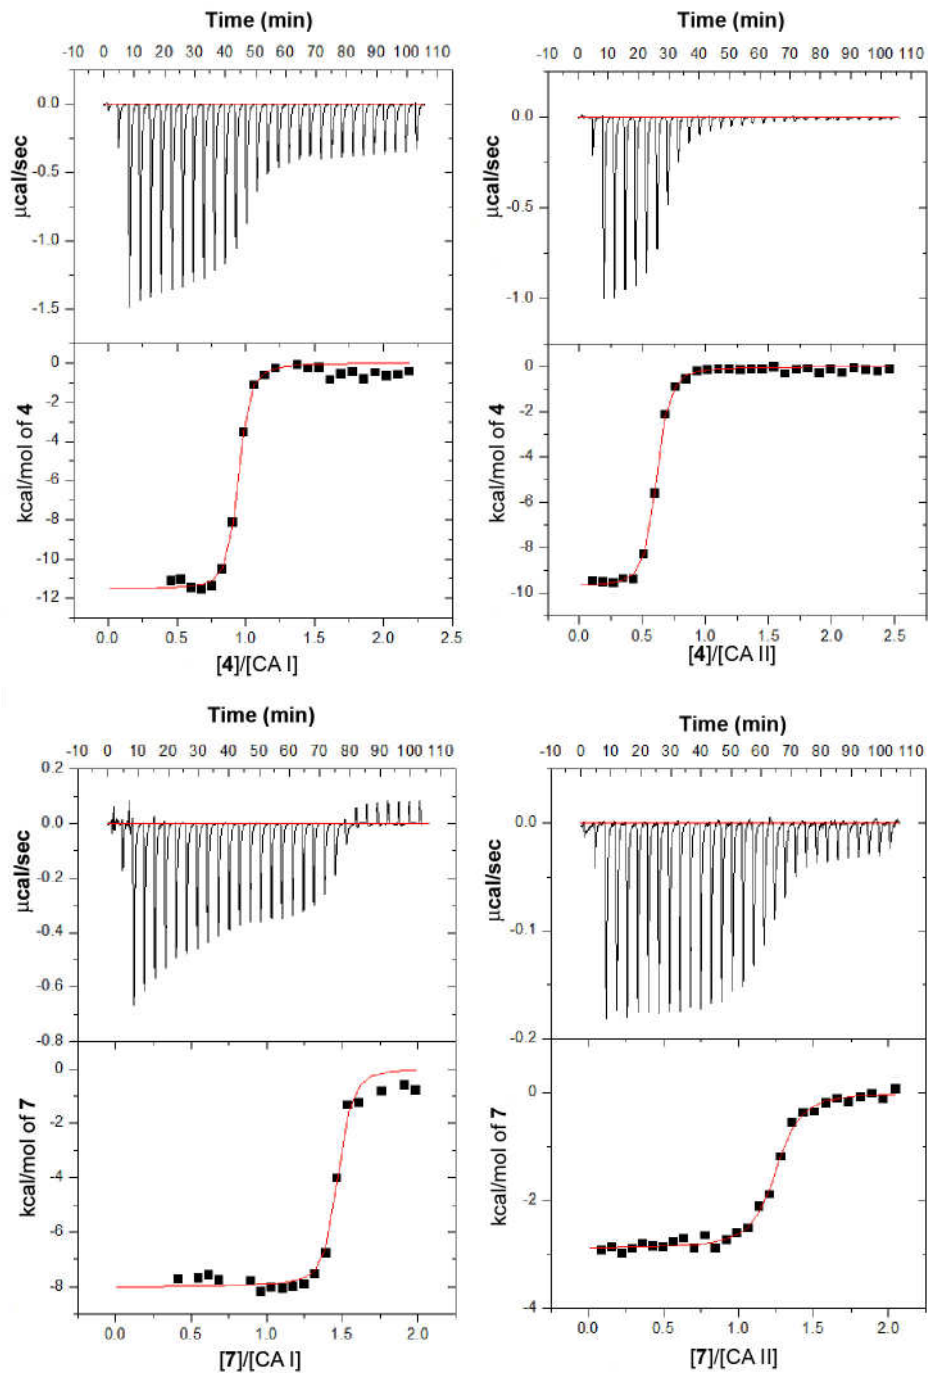 Time (min)
-10 0 10 20 30 40 50 60 70 80 90 100 110
0.0
-0.5
-1.0
-1.5
µcal/sec
0
-2
-4
-6
-8
-10
-12
kcal/mol of 4
0.0 0.5 1.0 1.5 2.0 2.5
[4]/[CA I]
Time (min)
-10 0 10 20 30 40 50 60 70 80 90 100 110
0.0
-0.5
-1.0
µcal/sec
0
-2
-4
-6
-8
-10
kcal/mol of 4
0.0 0.5 1.0 1.5 2.0 2.5
[4]/[CA II]
Time (min)
-10 0 10 20 30 40 50 60 70 80 90 100 110
0.2
0.0
-0.2
-0.4
-0.6
-0.8
µcal/sec
0
-2
-4
-6
-8
kcal/mol of 7
0.0 0.5 1.0 1.5 2.0
[7]/[CA I]
Time (min)
-10 0 10 20 30 40 50 60 70 80 90 100 110
0.0
-0.1
-0.2
µcal/sec
0
-2
-4
kcal/mol of 7
0.0 0.5 1.0 1.5 2.0
[7]/[CA II]